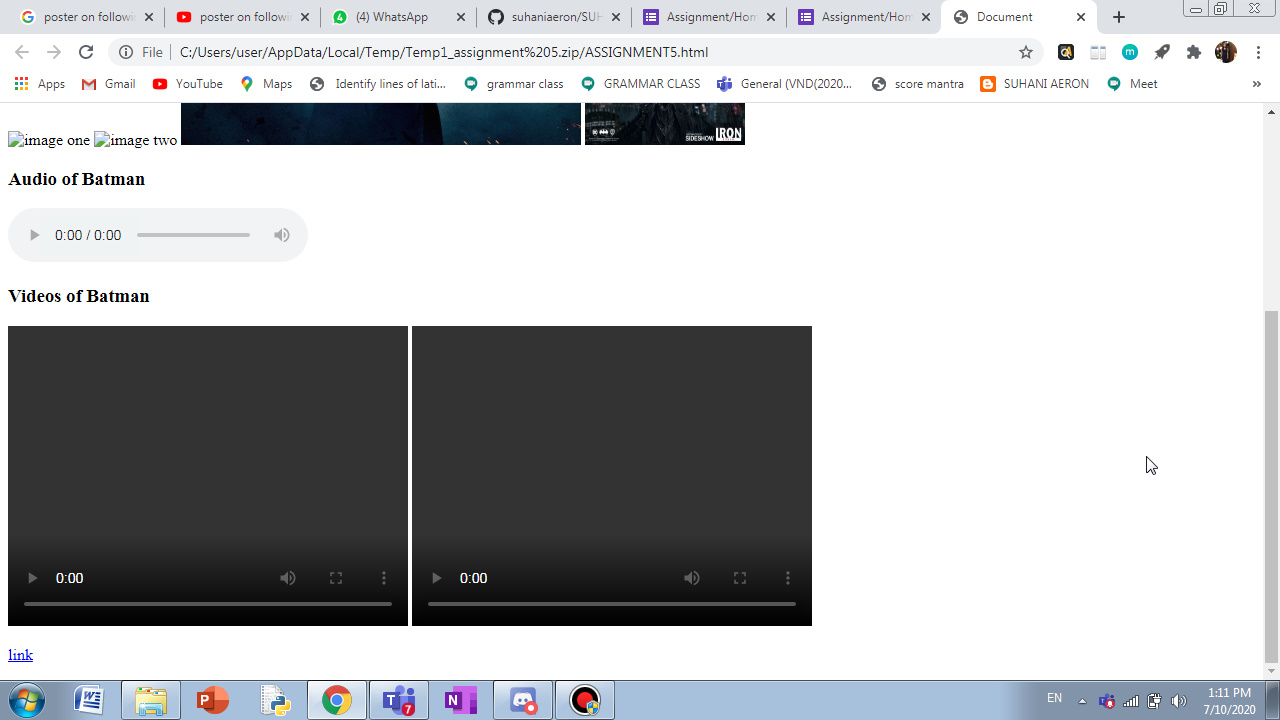 poster on followi
poster on followi
(4) WhatsApp
suhaniaeron/SUH
Assignment/Hom
Assignment/Hom
Document
File
C:/Users/user/AppData/Local/Temp/Temp1_assignment%205.zip/ASSIGNMENT5.html
Apps
Gmail
YouTube
Maps
Identify lines of lati...
grammar class
GRAMMAR CLASS
General (VND(2020...
score mantra
SUHANI AERON
Meet
»
image one
image two
SIDESHOW
IRON
Audio of Batman
0:00 / 0:00
Videos of Batman
0:00
0:00
link
EN
1:11 PM
7/10/2020